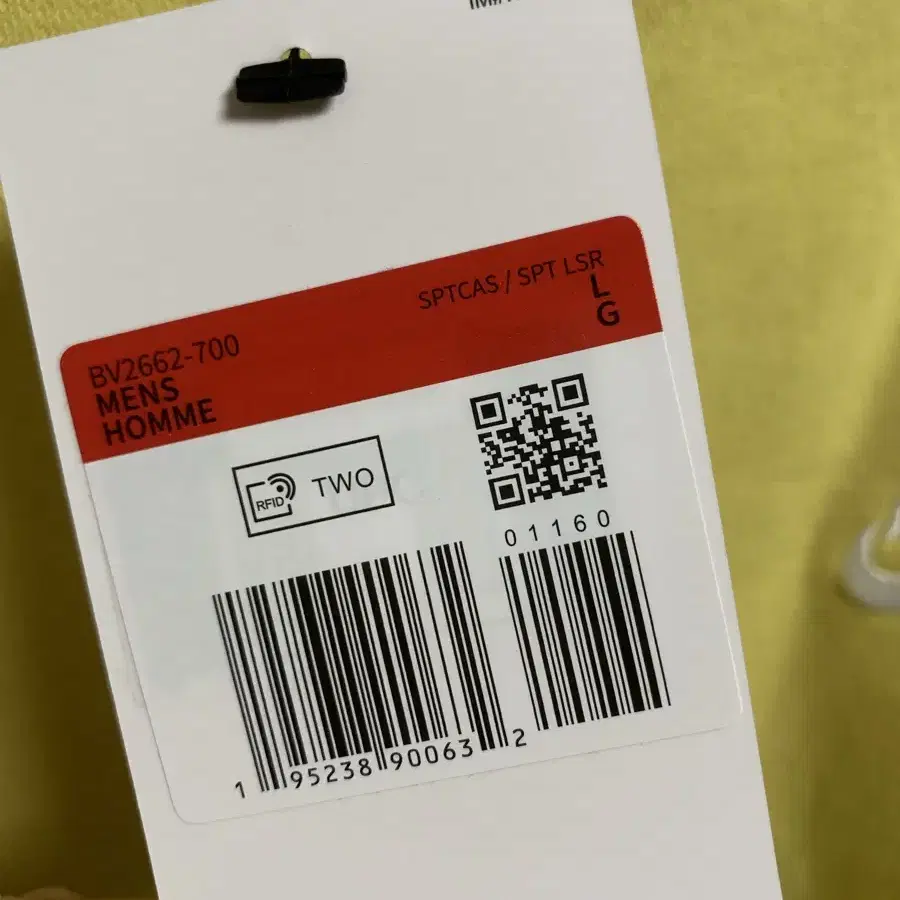 SPTCAS / SPT LSR
BV2662-700
L
MENS
G
HOMME
RFID
TWO
01160
1 95238 90063 2